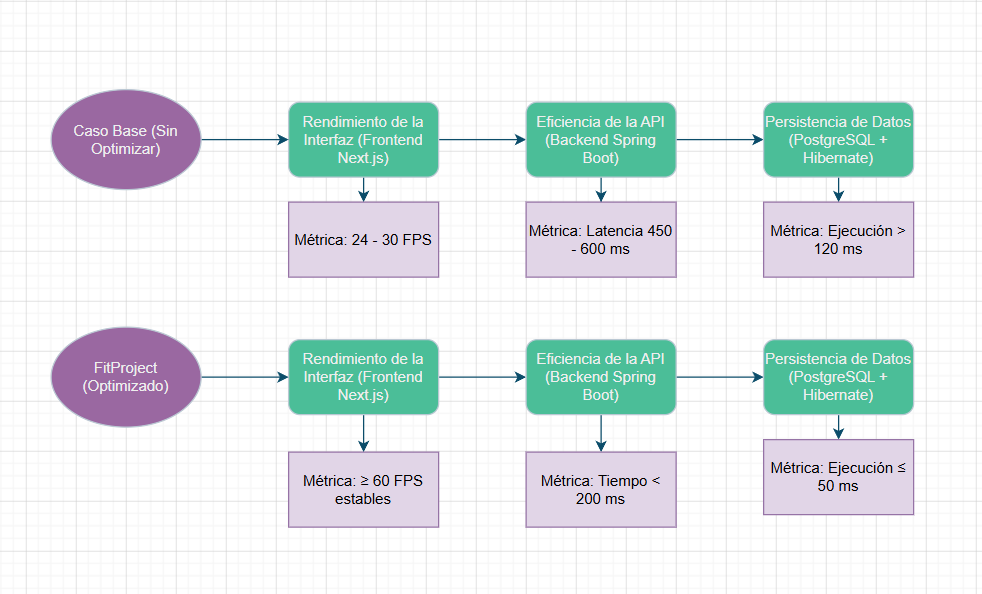 Caso Base (Sin
Optimizar)
Rendimiento de la
Interfaz (Frontend
Next.js)
Eficiencia de la API
(Backend Spring
Boot)
Persistencia de Datos
(PostgreSQL +
Hibernate)
Métrica: 24 - 30 FPS
Métrica: Latencia 450
- 600 ms
Métrica: Ejecución >
120 ms
FitProject
(Optimizado)
Rendimiento de la
Interfaz (Frontend
Next.js)
Eficiencia de la API
(Backend Spring
Boot)
Persistencia de Datos
(PostgreSQL +
Hibernate)
Métrica: ≥ 60 FPS
estables
Métrica: Tiempo <
200 ms
Métrica: Ejecución ≤
50 ms